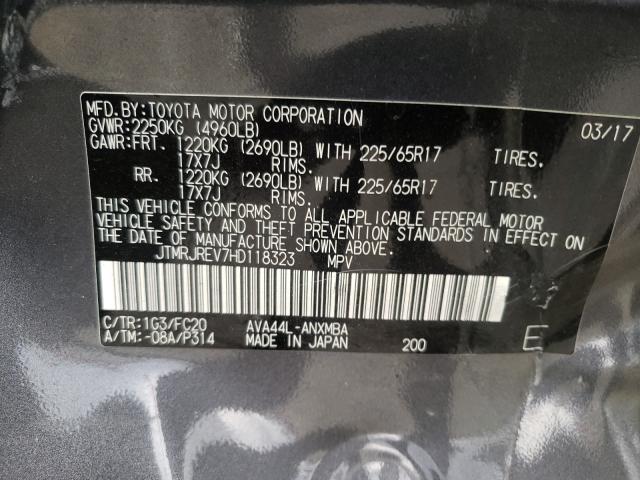 MFD.BY:TOYOTA MOTOR CORPORATION 03/17
GVWR:2250KG (4960LB)
GAWR:FRT. 1220KG (2690LB) WITH 225/65R17 TIRES.
17X7J RIMS.
RR. 1220KG (2690LB) WITH 225/65R17 TIRES.
17X7J RIMS.
THIS VEHICLE CONFORMS TO ALL APPLICABLE FEDERAL MOTOR
VEHICLE SAFETY AND THEFT PREVENTION STANDARDS IN EFFECT ON
THE DATE OF MANUFACTURE SHOWN ABOVE.
JTMRJREV7HD118323 MPV
C/TR:1G3/FC20 AVA44L-ANXMBA
A/TM:-08A/P314 MADE IN JAPAN 200 E